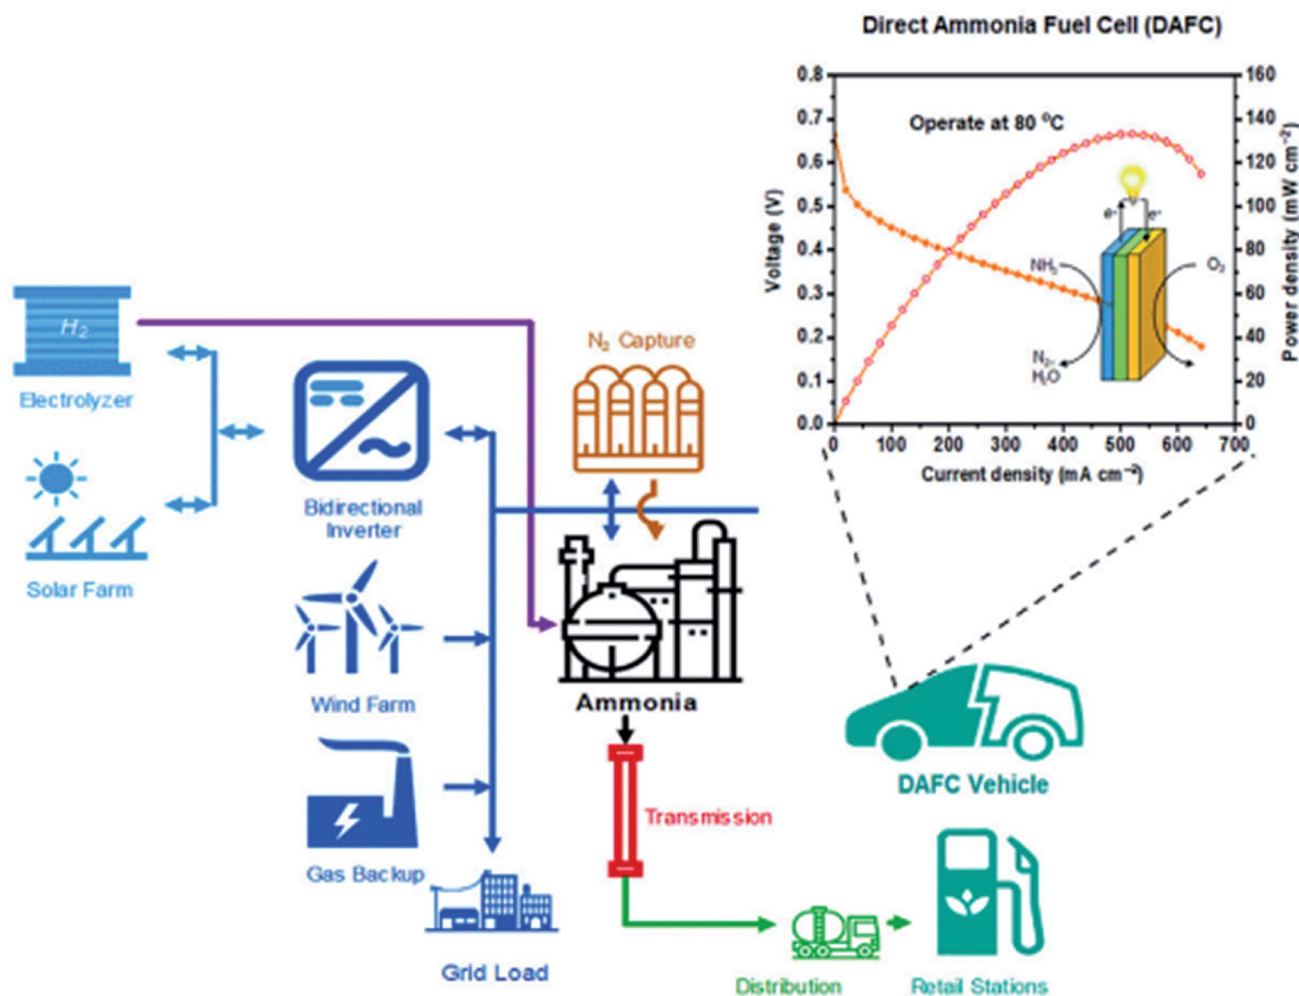 Direct Ammonia Fuel Cell (DAFC)
0.8
0.7
0.6
0.5
0.4
0.3
0.2
0.1
0.0
Voltage (V)
160
140
120
100
80
60
40
20
0
Power density (mW cm⁻²)
Operate at 80 °C
e⁻
e⁻
NH₃
O₂
N₂,
H₂O
0
100
200
300
400
500
600
700
Current density (mA cm⁻²)
H₂
Electrolyzer
Solar Farm
Bidirectional
Inverter
N₂ Capture
Wind Farm
Ammonia
Gas Backup
Transmission
Grid Load
DAFC Vehicle
Distribution
Retail Stations